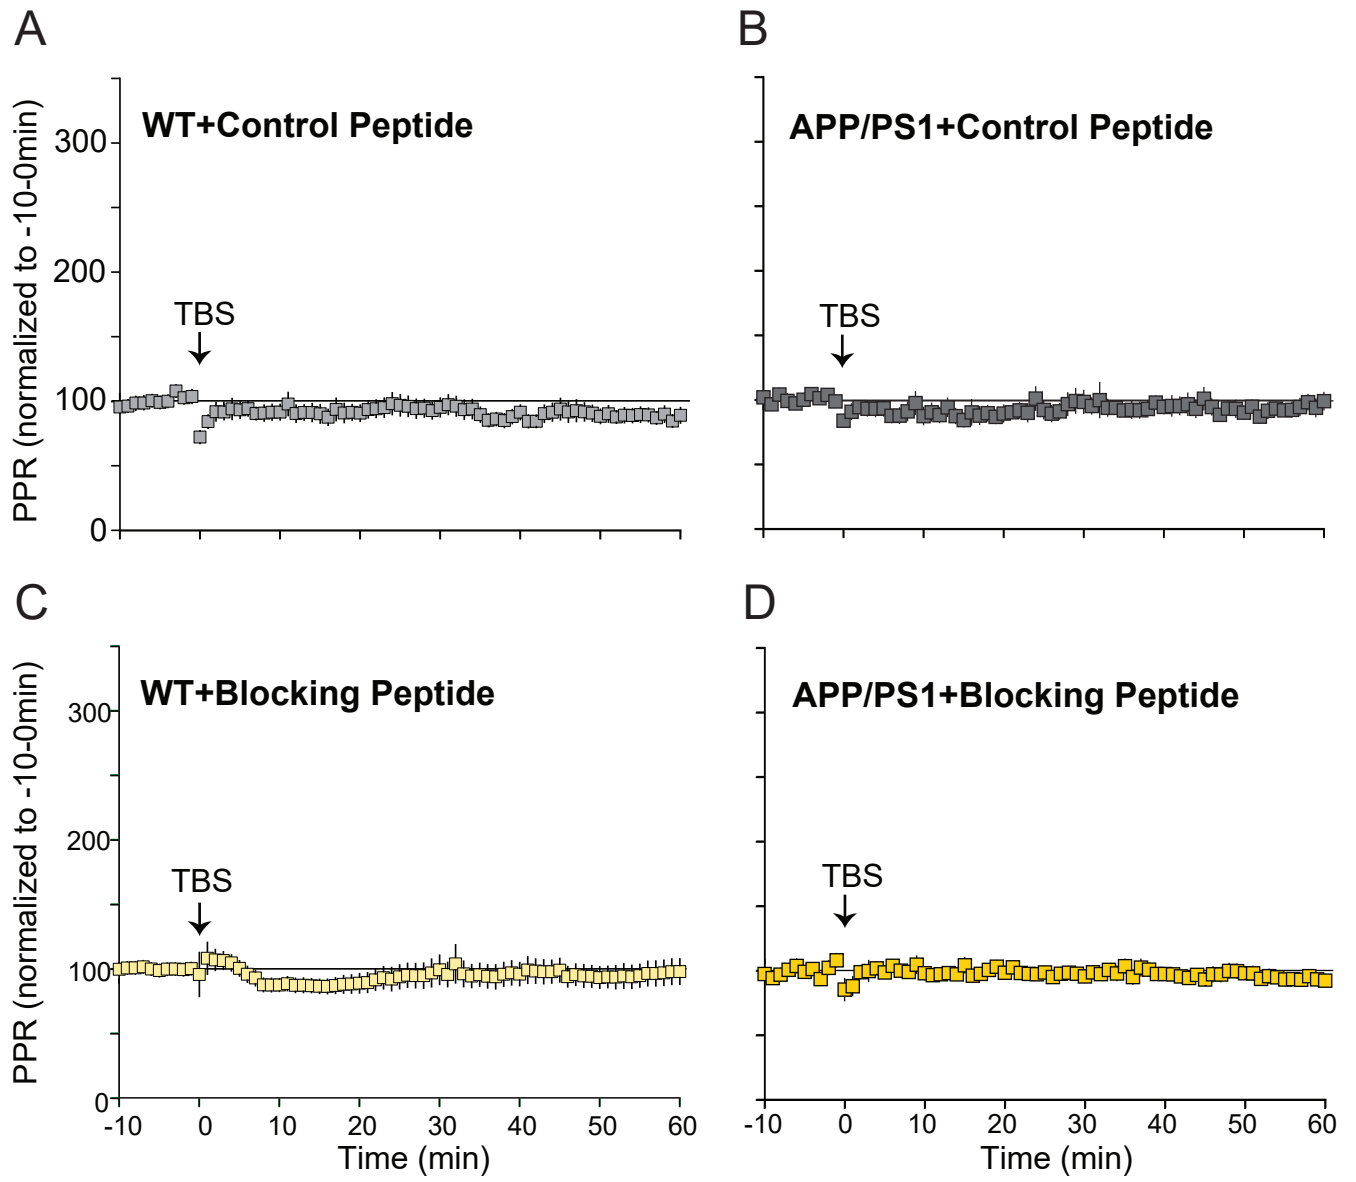 A
PPR (normalized to -10-0min)
300
200
100
0
WT+Control Peptide
TBS
B
APP/PS1+Control Peptide
TBS
C
PPR (normalized to -10-0min)
300
200
100
0
WT+Blocking Peptide
TBS
-10 0 10 20 30 40 50 60
Time (min)
D
APP/PS1+Blocking Peptide
TBS
-10 0 10 20 30 40 50 60
Time (min)